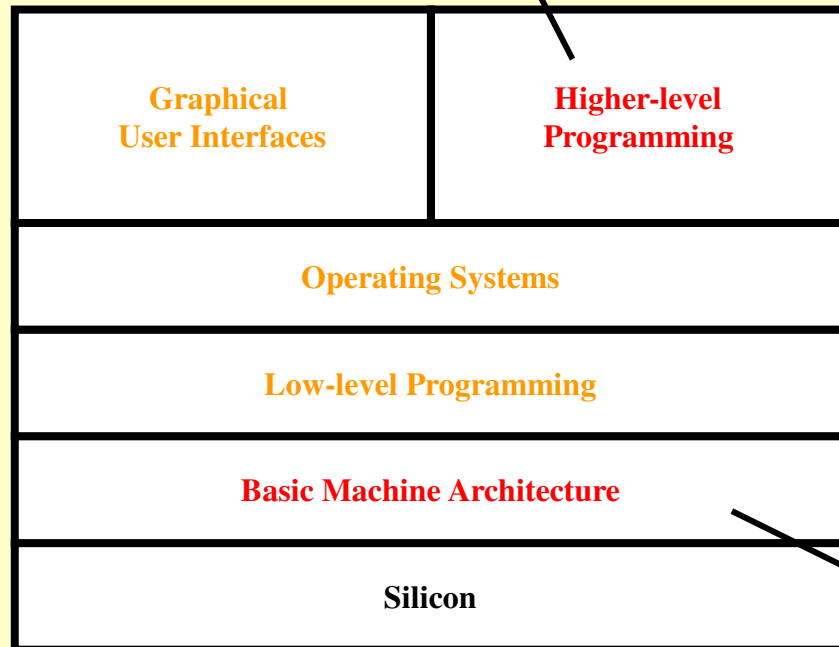 Graphical
User Interfaces
Higher-level
Programming
Operating Systems
Low-level Programming
Basic Machine Architecture
Silicon